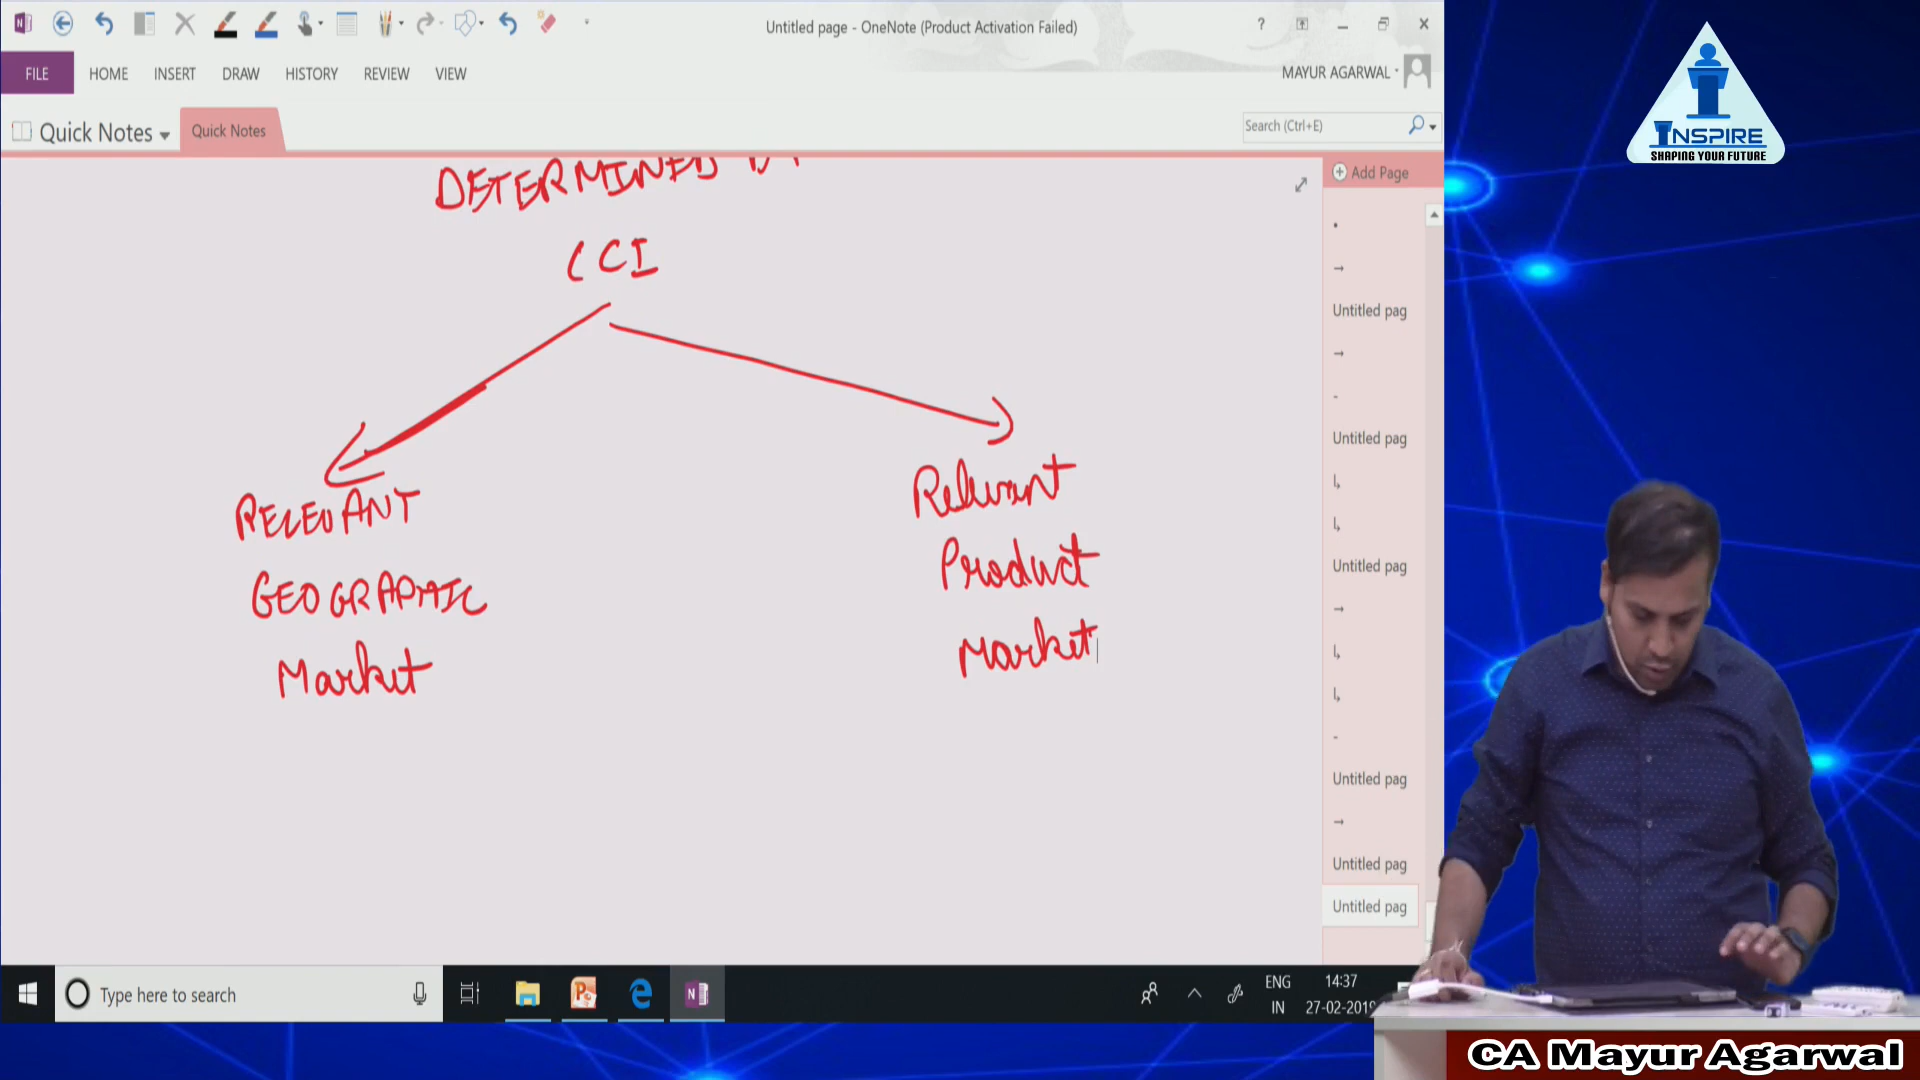 Untitled page - OneNote (Product Activation Failed)
FILE HOME INSERT DRAW HISTORY REVIEW VIEW
MAYUR AGARWAL
Quick Notes
Quick Notes
Search (Ctrl+E)
Add Page
INSPIRE
SHAPING YOUR FUTURE
DETERMINED
CCI
RELEVANT
GEOGRAPHIC
Market
Relevant
Product
Market
Untitled pag
Untitled pag
Untitled pag
Untitled pag
Untitled pag
Untitled pag
Type here to search
ENG
IN
14:37
27-02-2019
CA Mayur Agarwal